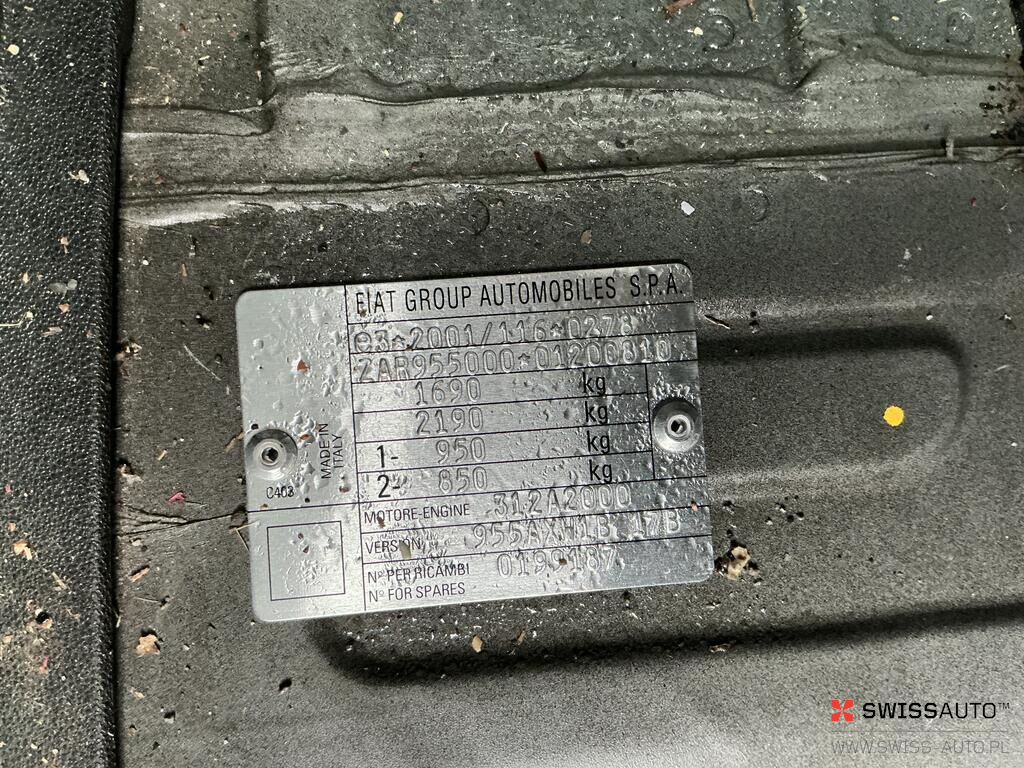 FIAT GROUP AUTOMOBILES S.P.A.
e3*2001/116*0278
ZAR955000*01200810
1690 kg
2190 kg
1- 950 kg
2- 850 kg
MADE IN
ITALY
C403
MOTORE-ENGINE 312A2000
VERSION 955AXH1B 17B
No PER RICAMBI 0199187
No FOR SPARES
SWISSAUTO™
WWW.SWISS-AUTO.PL